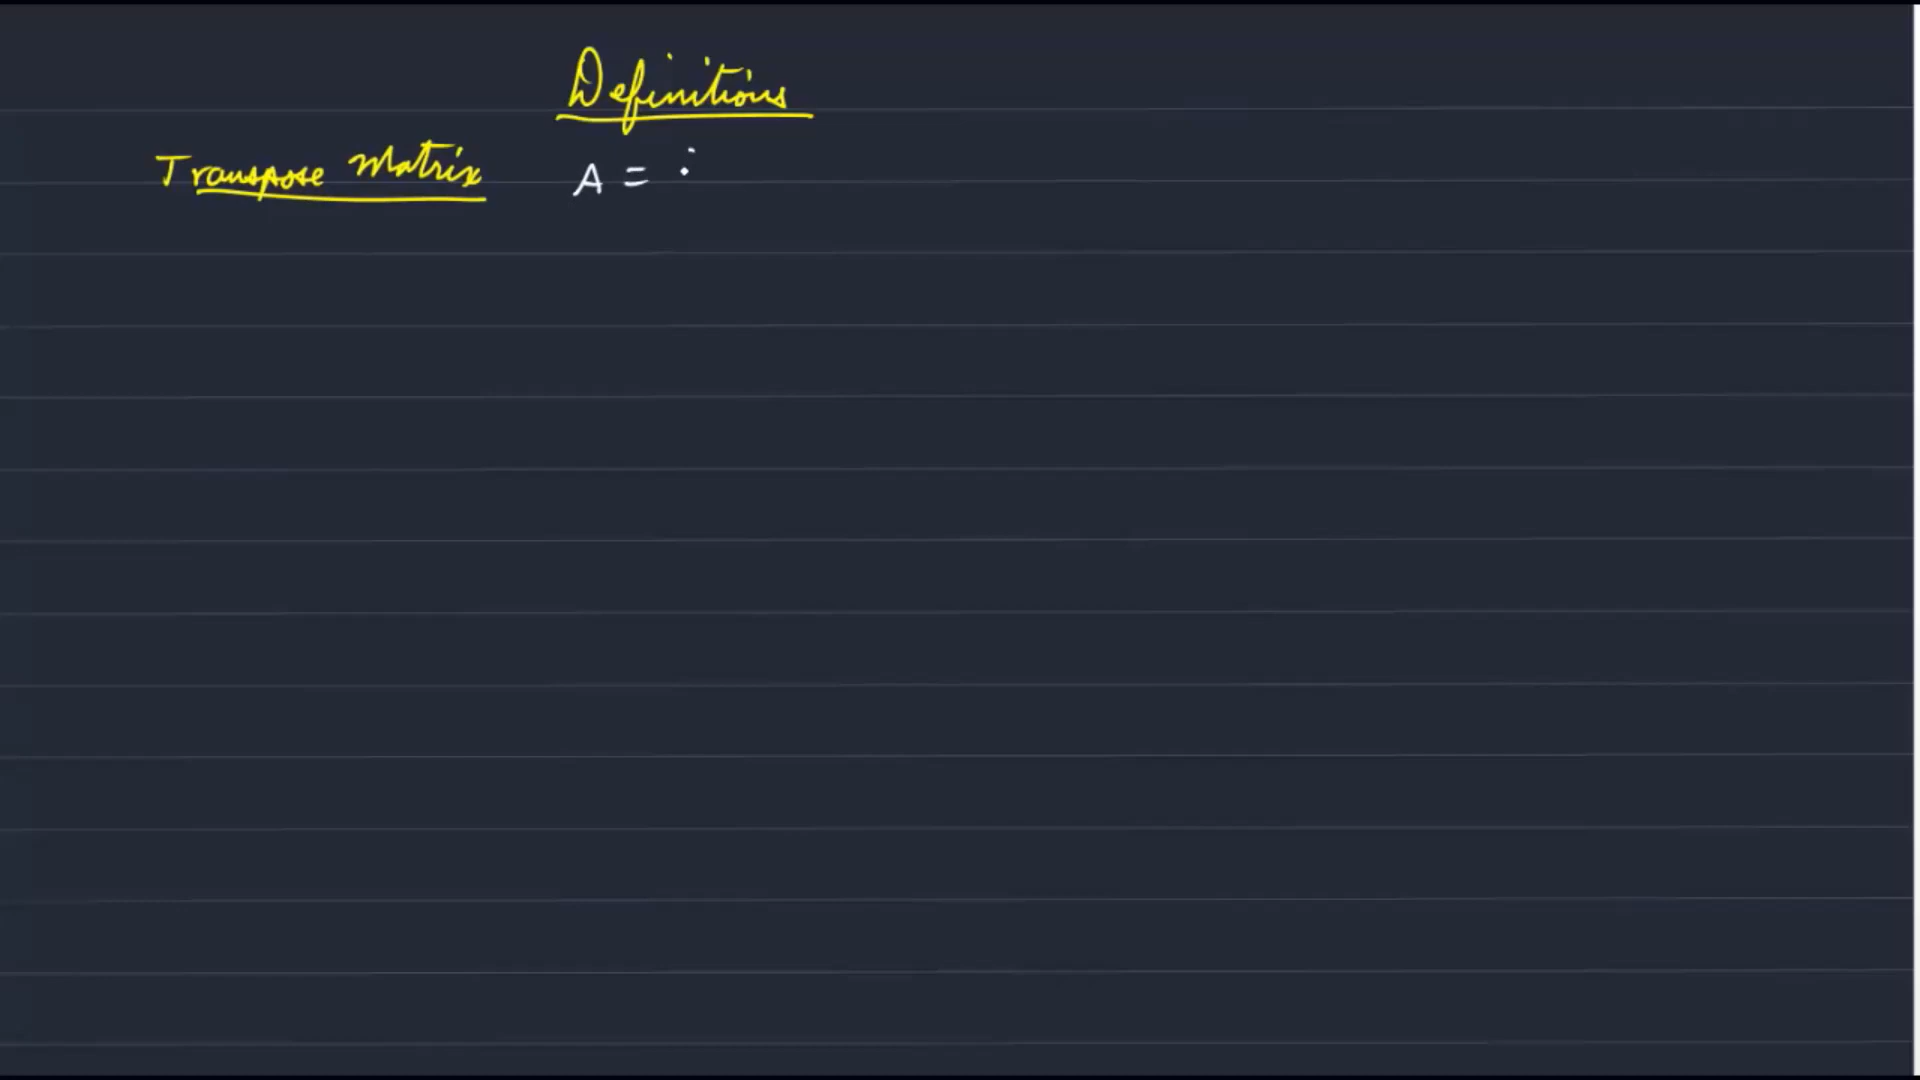 Definitions
Transpose Matrix A =